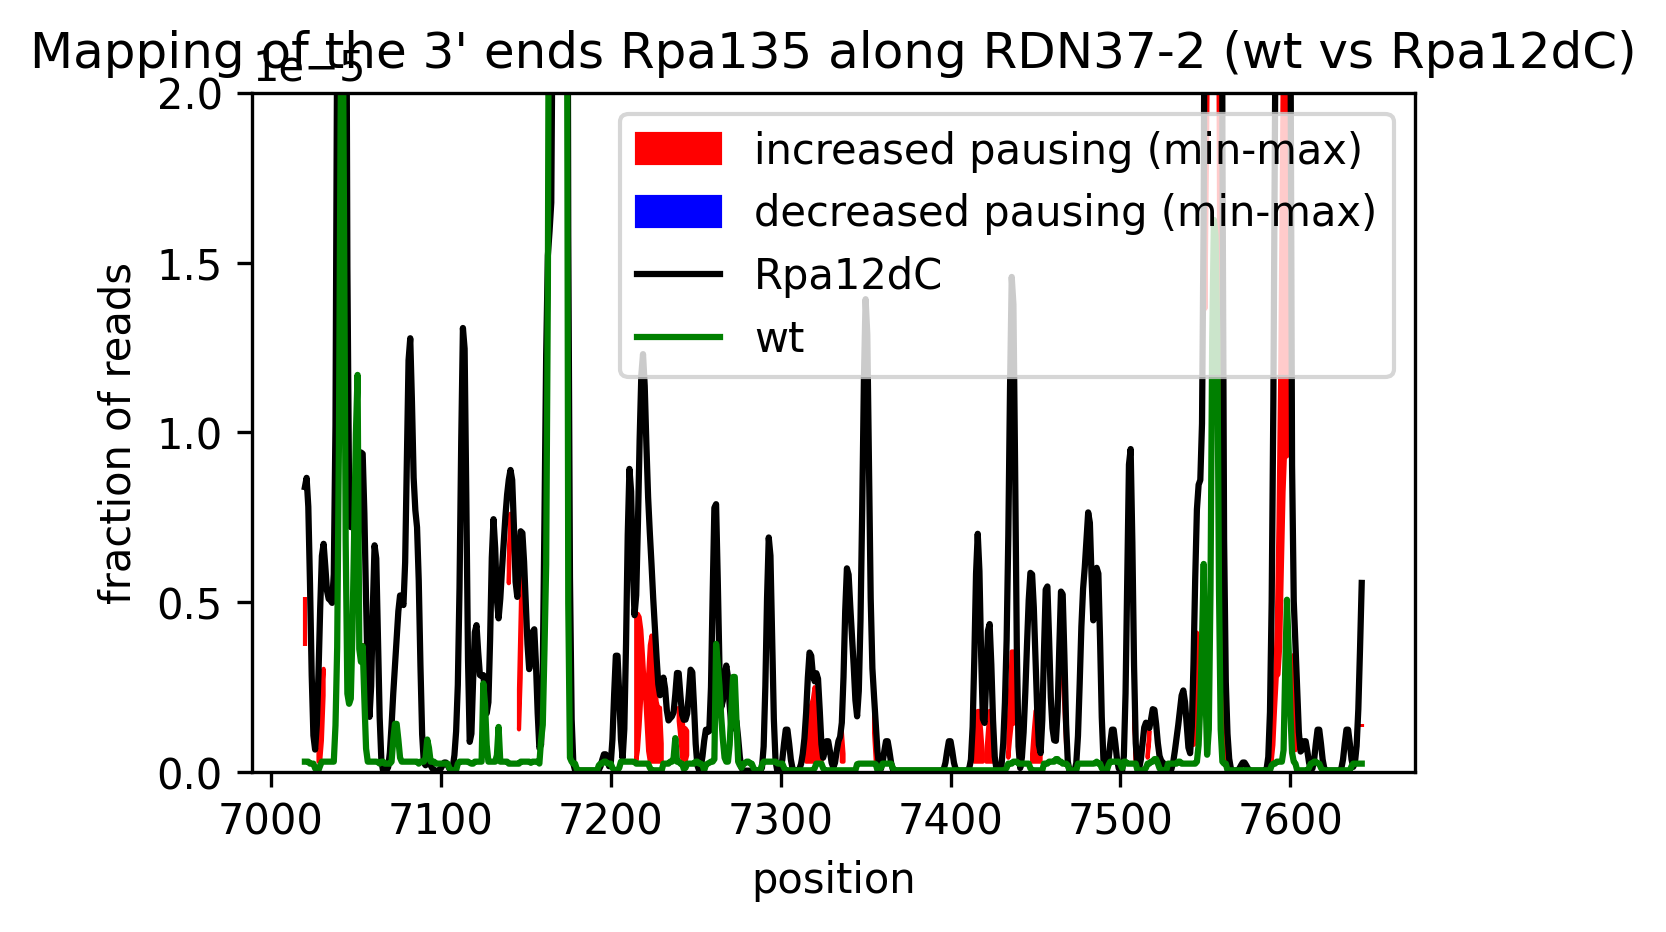 Mapping of the 3' ends Rpa135 along RDN37-2 (wt vs Rpa12dC)
1e−5
2.0
1.5
1.0
0.5
0.0
fraction of reads
increased pausing (min-max)
decreased pausing (min-max)
Rpa12dC
wt
7000 7100 7200 7300 7400 7500 7600
position